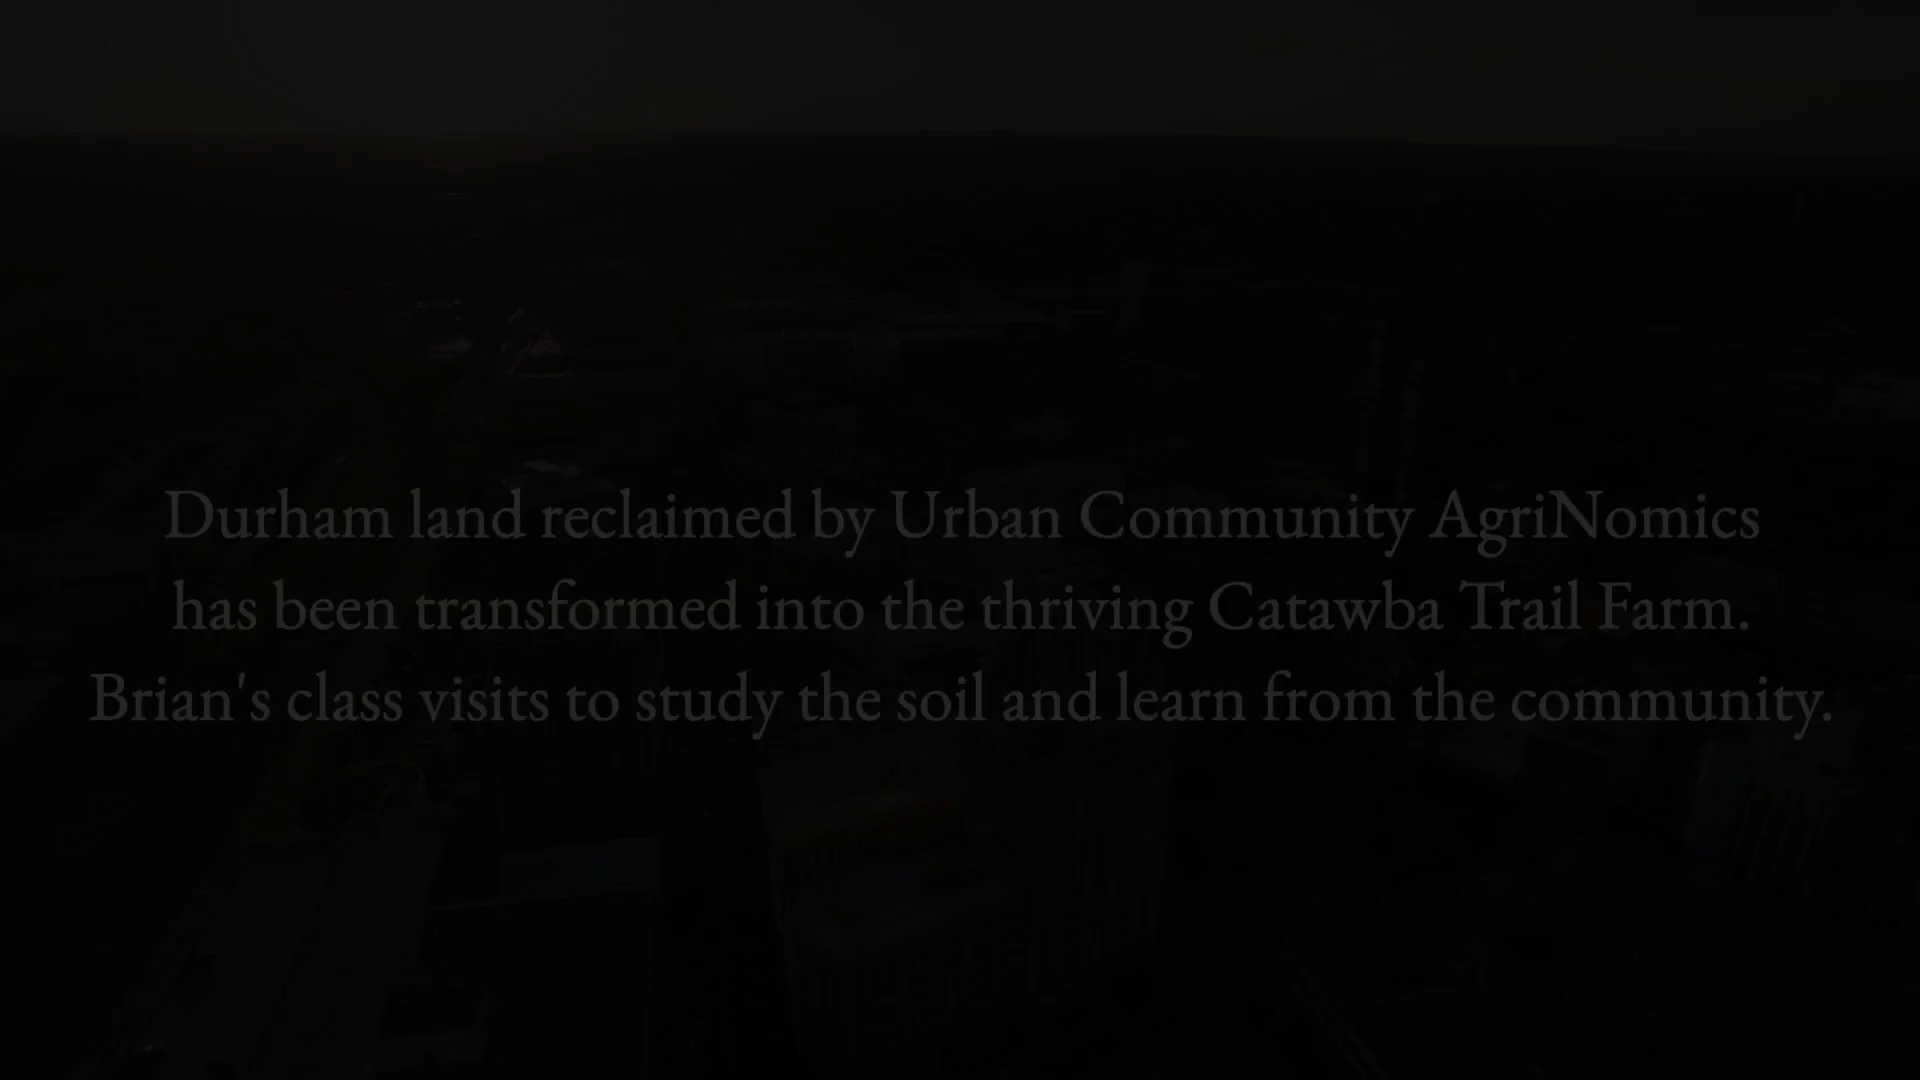 Durham land reclaimed by Urban Community AgriNomics
has been transformed into the thriving Catawba Trail Farm.
Brian's class visits to study the soil and learn from the community.